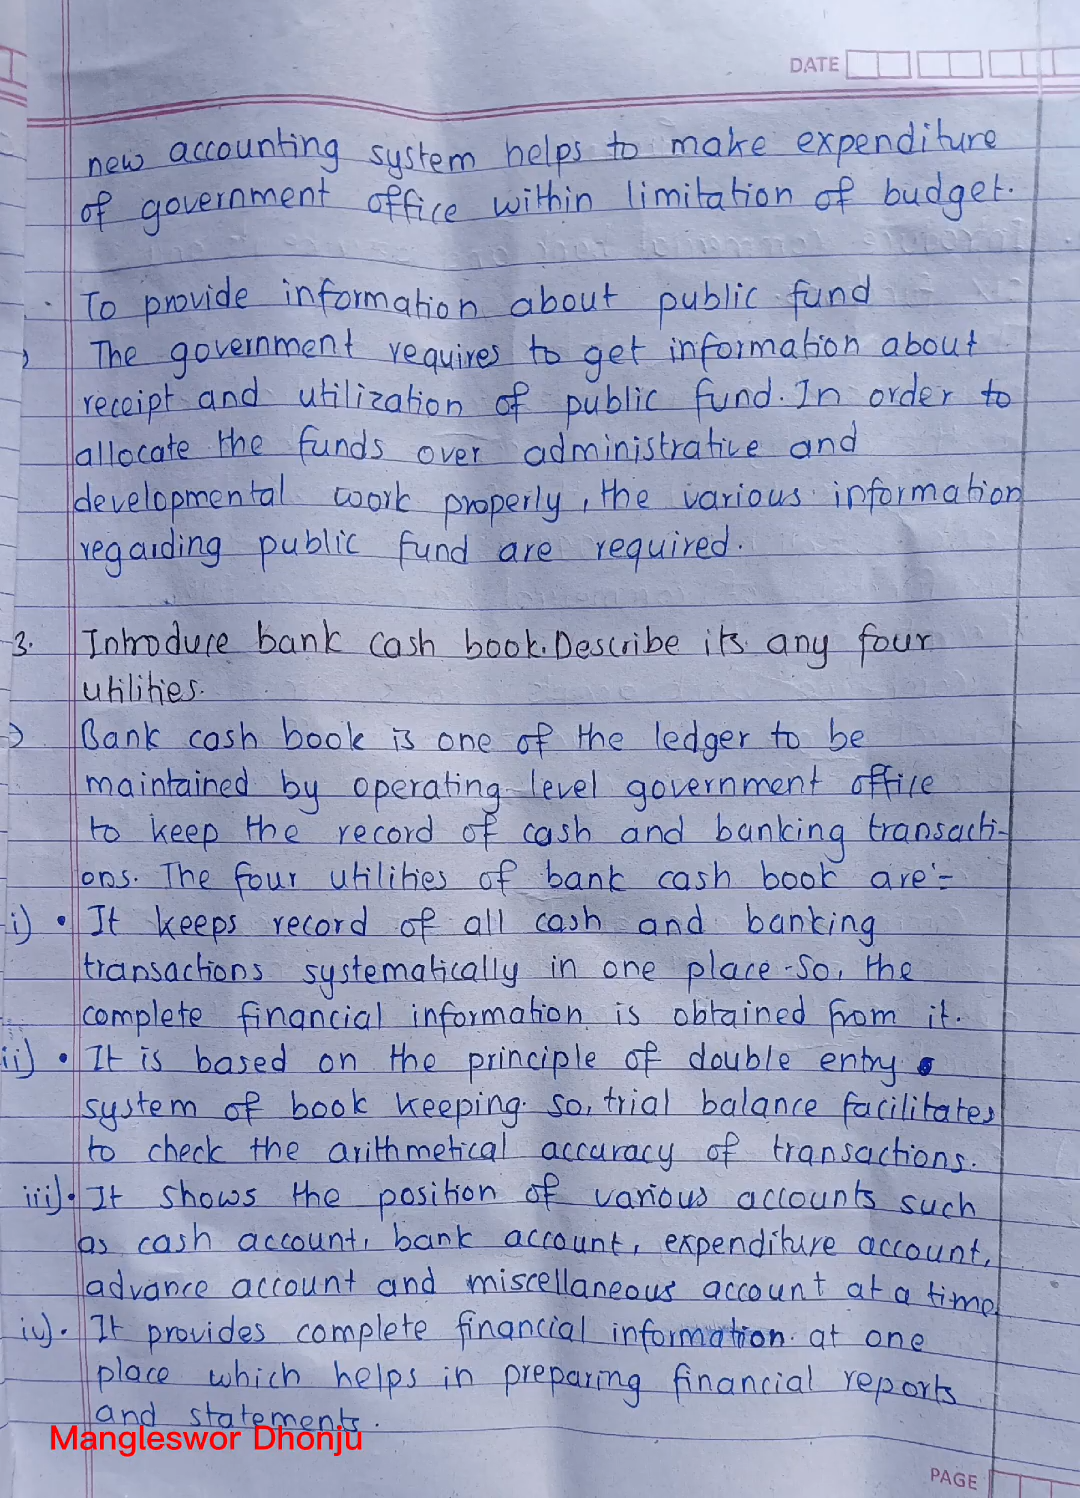 DATE
new accounting system helps to make expenditure
of government office within limitation of budget.
. To provide information about public fund
The government requires to get information about
receipt and utilization of public fund. In order to
allocate the funds over administrative and
developmental work properly, the various information
regarding public fund are required.
3. Introduce bank cash book. Describe its any four
utilities.
Bank cash book is one of the ledger to be
maintained by operating level government office
to keep the record of cash and banking transacti-
ons. The four utilities of bank cash book are:-
i) • It keeps record of all cash and banking
transactions systematically in one place. So, the
complete financial information is obtained from it.
ii) • It is based on the principle of double entry
system of book keeping. so, trial balance facilitates
to check the arithmetical accuracy of transactions.
iii). It shows the position of various accounts such
as cash account, bank account, expenditure account,
advance account and miscellaneous account at a time.
iv). It provides complete financial information at one
place which helps in preparing financial reports
and statements.
Mangleswor Dhonju
PAGE